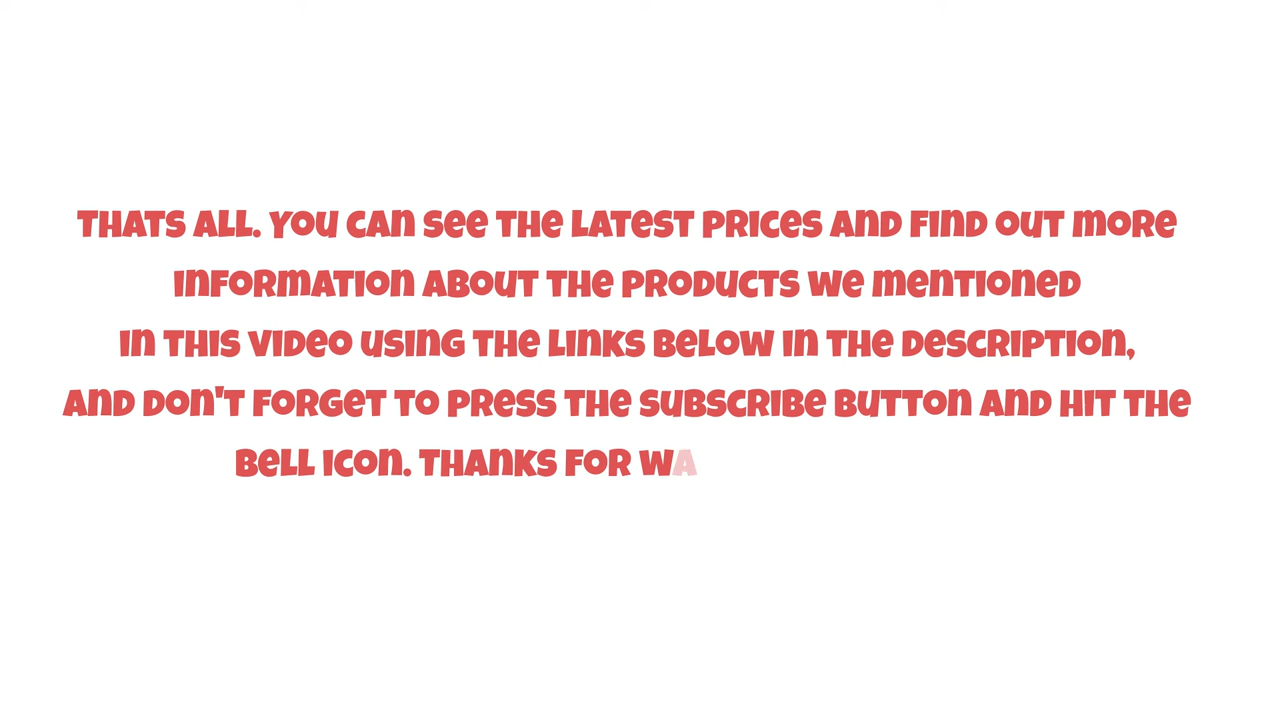 Thats all. You can see the latest prices and find out more
information about the products we mentioned
in this video using the links below in the description,
and don't forget to press the subscribe button and hit the
bell icon. Thanks for wa